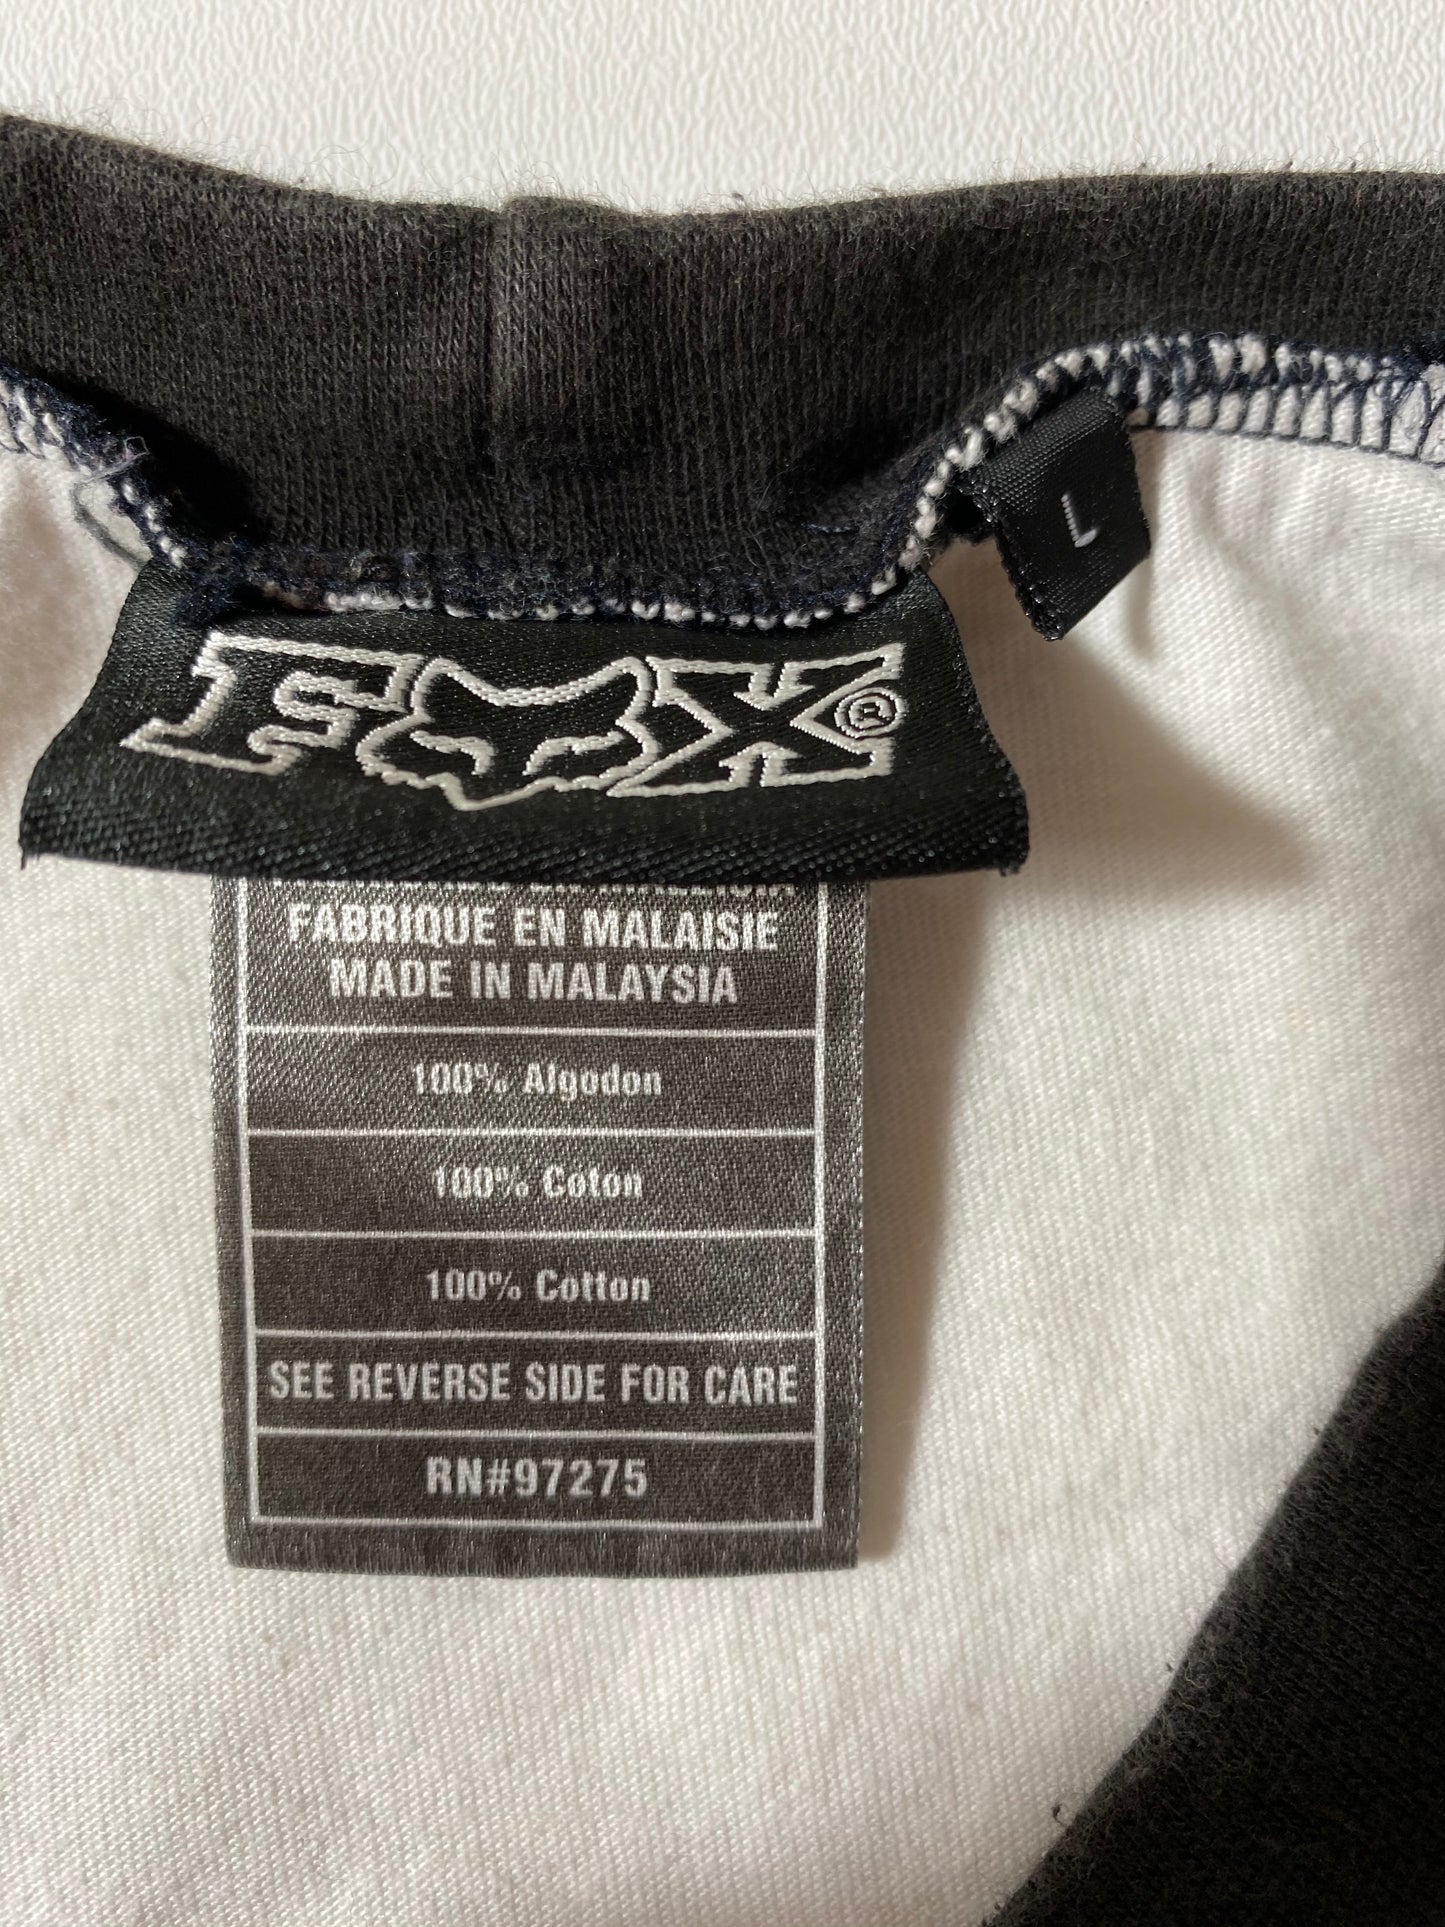 FOX®
L
FABRIQUE EN MALAISIE
MADE IN MALAYSIA
100% Algodon
100% Coton
100% Cotton
SEE REVERSE SIDE FOR CARE
RN#97275